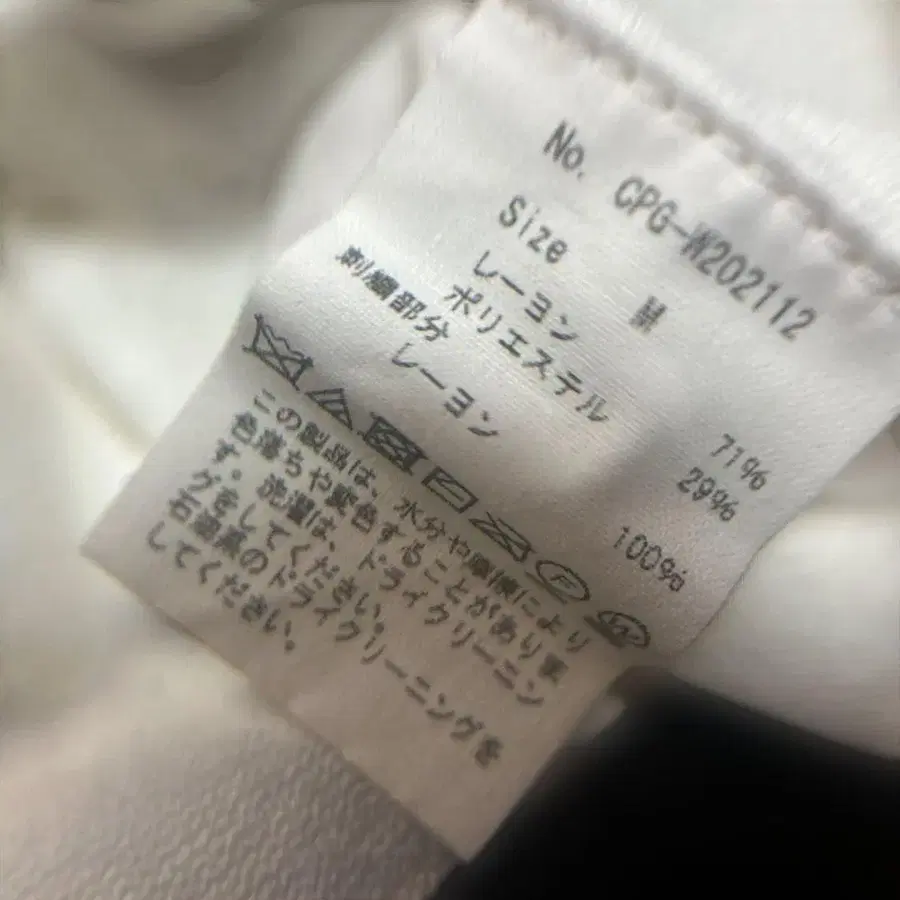 No. CPG-W202112
Size M
レーヨン 71%
ポリエステル 29%
刺繍部分
レーヨン 100%
この製品は、水分や摩擦により
色落ちや変色することがありま
す。洗濯は、ドライクリーニン
グをしてください。
石油系のドライクリーニングを
してください。